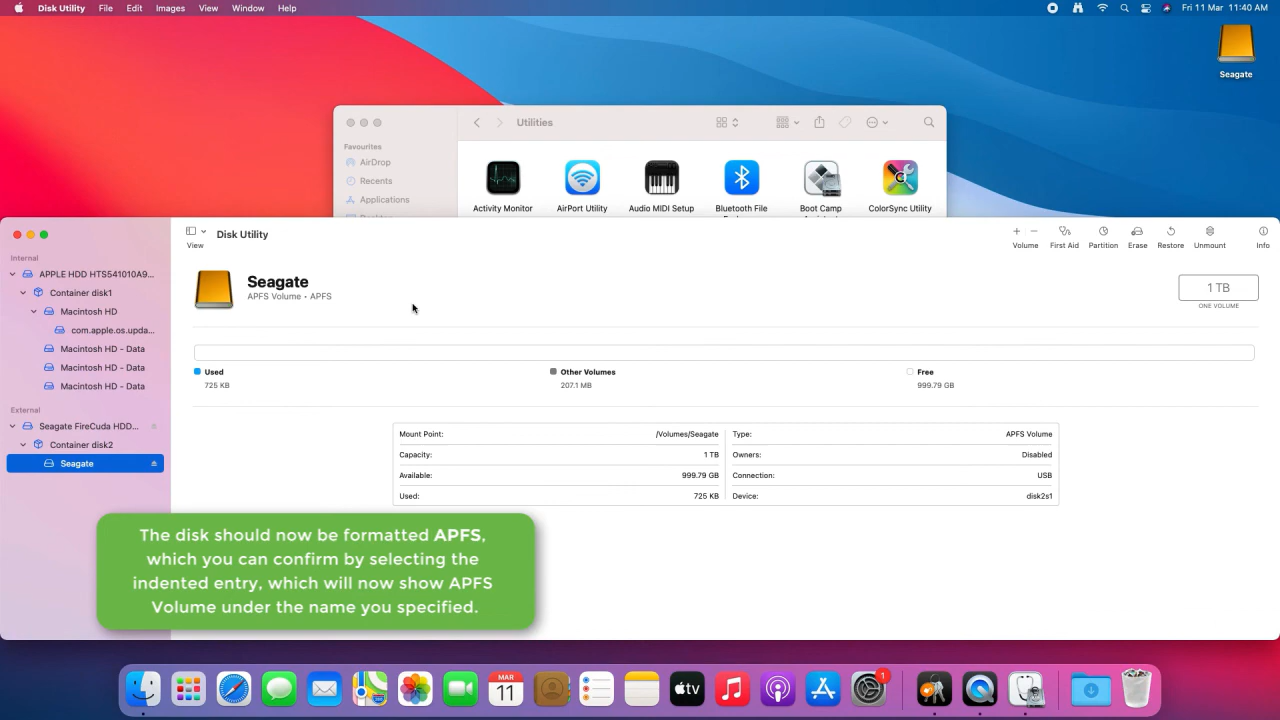 Disk Utility File Edit Images View Window Help Fri 11 Mar 11:40 AM
Seagate
Utilities
Favourites
AirDrop
Recents
Applications
Activity Monitor AirPort Utility Audio MIDI Setup Bluetooth File Boot Camp ColorSync Utility
View
Disk Utility
Volume First Aid Partition Erase Restore Unmount Info
Internal
APPLE HDD HTS541010A9...
Container disk1
Macintosh HD
com.apple.os.upda...
Macintosh HD - Data
Macintosh HD - Data
Macintosh HD - Data
External
Seagate FireCuda HDD...
Container disk2
Seagate
Seagate
APFS Volume • APFS
1 TB
ONE VOLUME
Used Other Volumes Free
725 KB 207.1 MB 999.79 GB
Mount Point: /Volumes/Seagate Type: APFS Volume
Capacity: 1 TB Owners: Disabled
Available: 999.79 GB Connection: USB
Used: 725 KB Device: disk2s1
The disk should now be formatted APFS,
which you can confirm by selecting the
indented entry, which will now show APFS
Volume under the name you specified.
MAR
11
tv
1